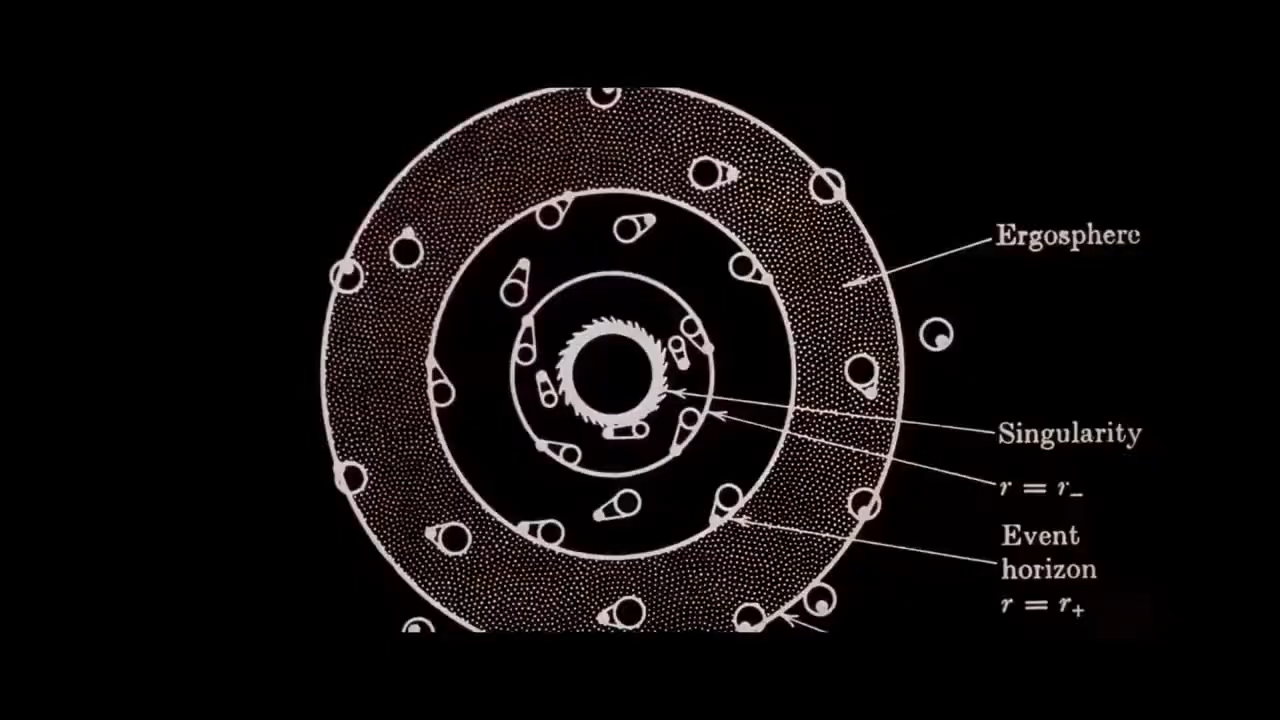 Ergosphere
Singularity
r = r₋
Event
horizon
r = r₊